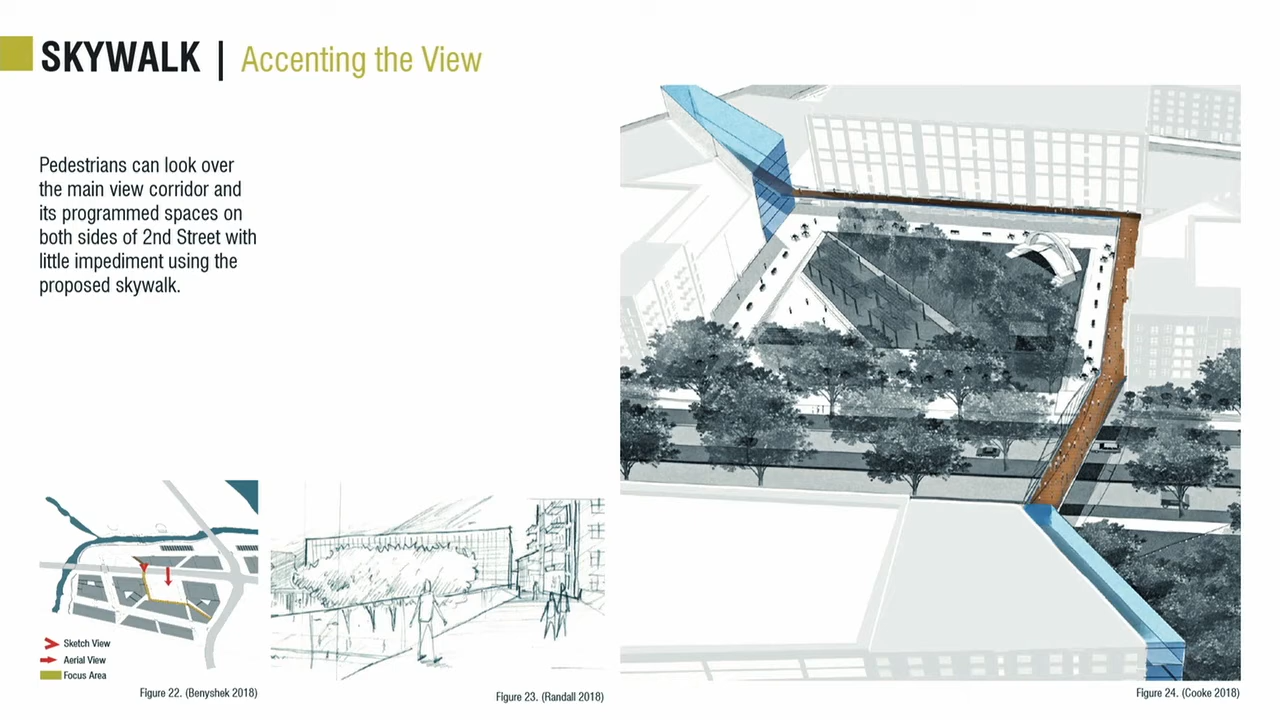 SKYWALK | Accenting the View
Pedestrians can look over
the main view corridor and
its programmed spaces on
both sides of 2nd Street with
little impediment using the
proposed skywalk.
Sketch View
Aerial View
Focus Area
Figure 22. (Benyshek 2018)
Figure 23. (Randall 2018)
Figure 24. (Cooke 2018)